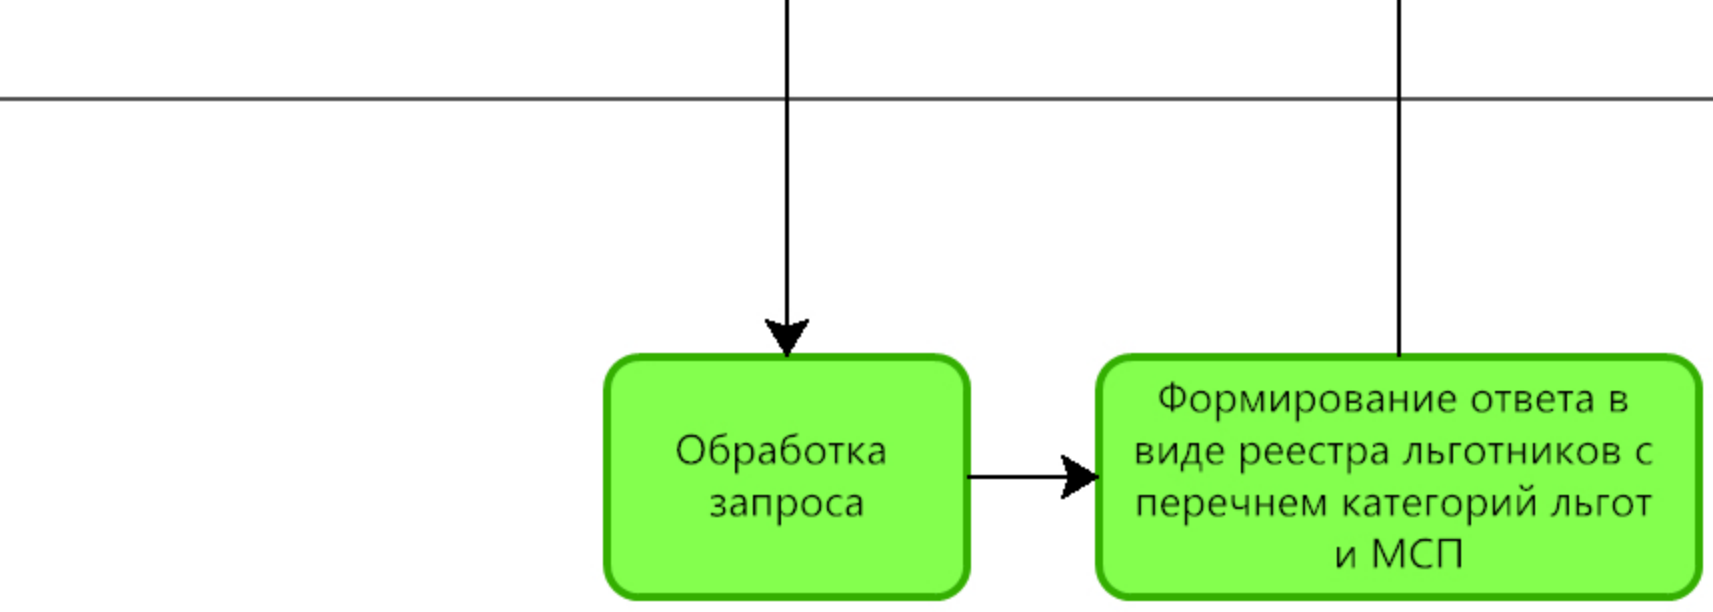 Обработка
запроса
Формирование ответа в
виде реестра льготников с
перечнем категорий льгот
и МСП